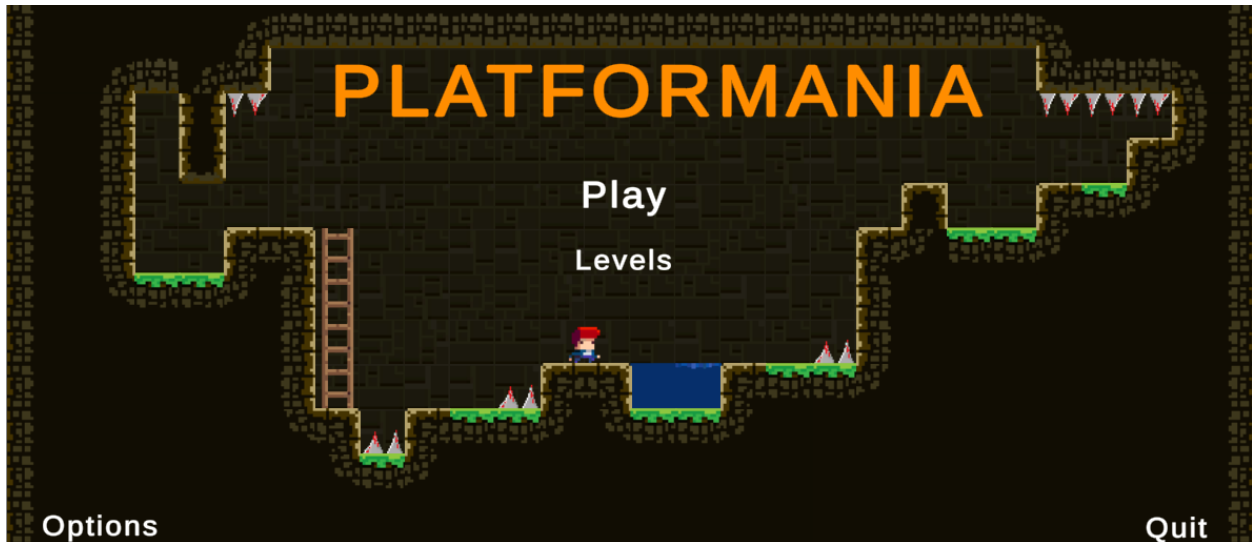 PLATFORMANIA
Play
Levels
Options
Quit